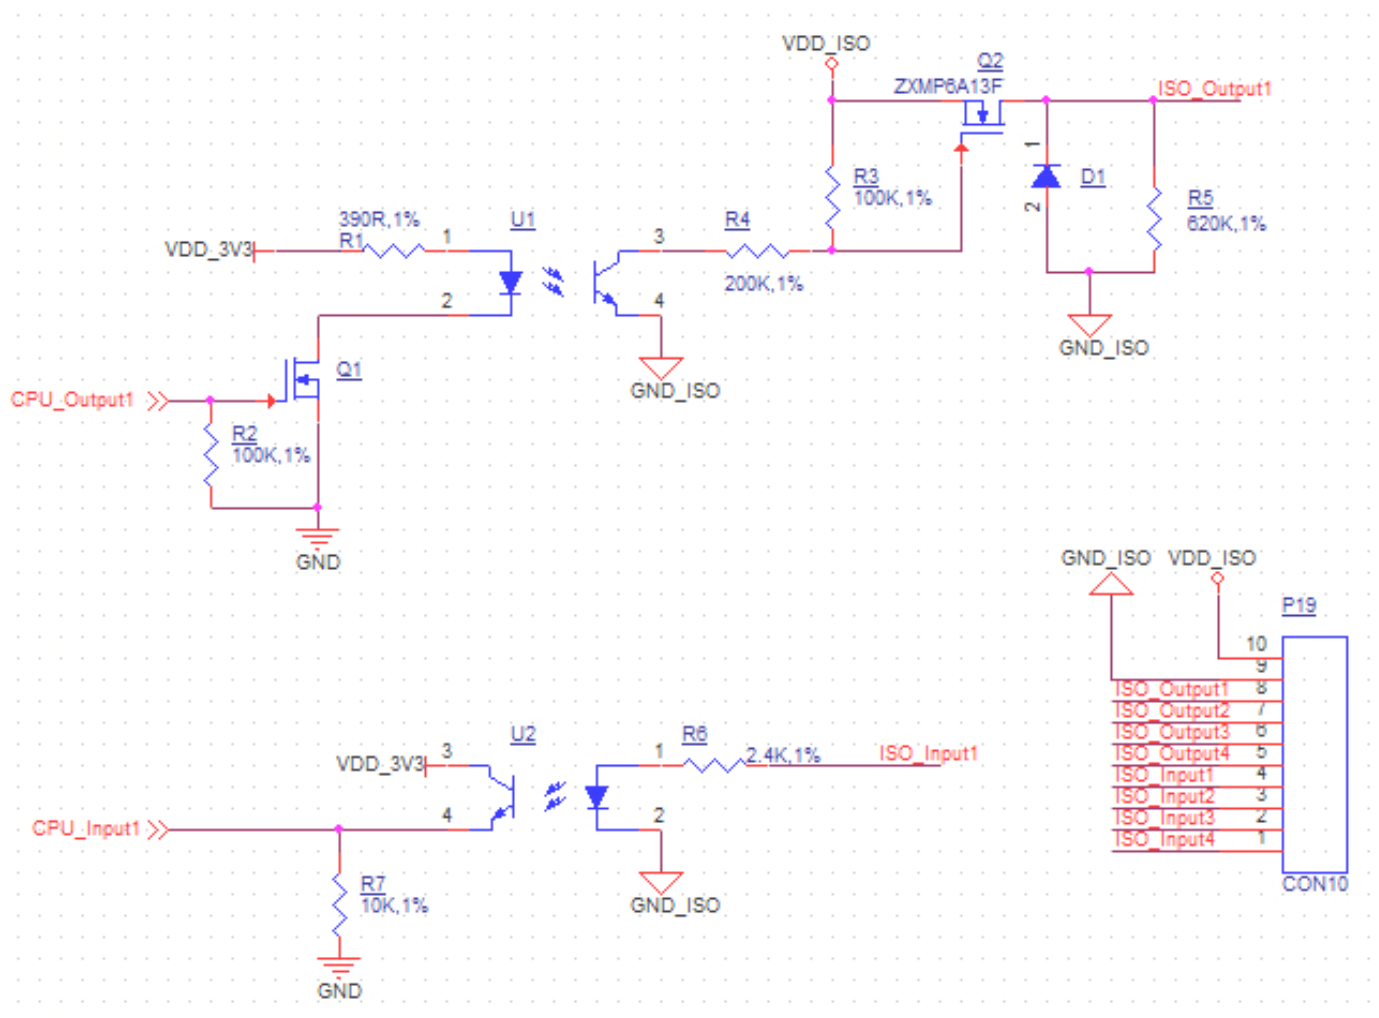 VDD_ISO
Q2
ZXMP6A13F
ISO_Output1
1
D1
2
R3
100K,1%
R5
620K,1%
390R,1%
R1
VDD_3V3
1
U1
2
3
4
R4
200K,1%
GND_ISO
GND_ISO
Q1
CPU_Output1
R2
100K,1%
GND
GND_ISO
VDD_ISO
P19
10
9
ISO_Output1 8
ISO_Output2 7
ISO_Output3 6
ISO_Output4 5
ISO_Input1 4
ISO_Input2 3
ISO_Input3 2
ISO_Input4 1
CON10
VDD_3V3
3
U2
1
R6
2.4K,1%
ISO_Input1
CPU_Input1
4
2
R7
10K,1%
GND_ISO
GND